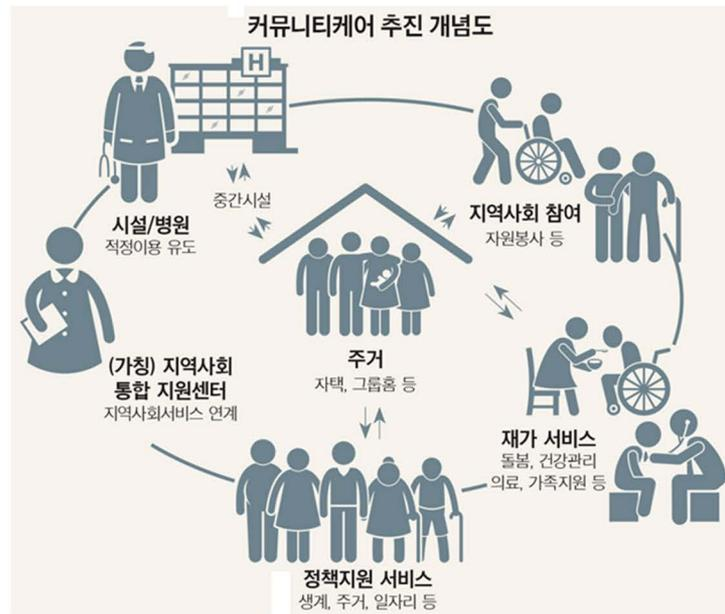 커뮤니티케어 추진 개념도
H
중간시설
시설/병원
적정이용 유도
지역사회 참여
자원봉사 등
주거
자택, 그룹홈 등
(가칭) 지역사회
통합 지원센터
지역사회서비스 연계
재가 서비스
돌봄, 건강관리
의료, 가족지원 등
정책지원 서비스
생계, 주거, 일자리 등